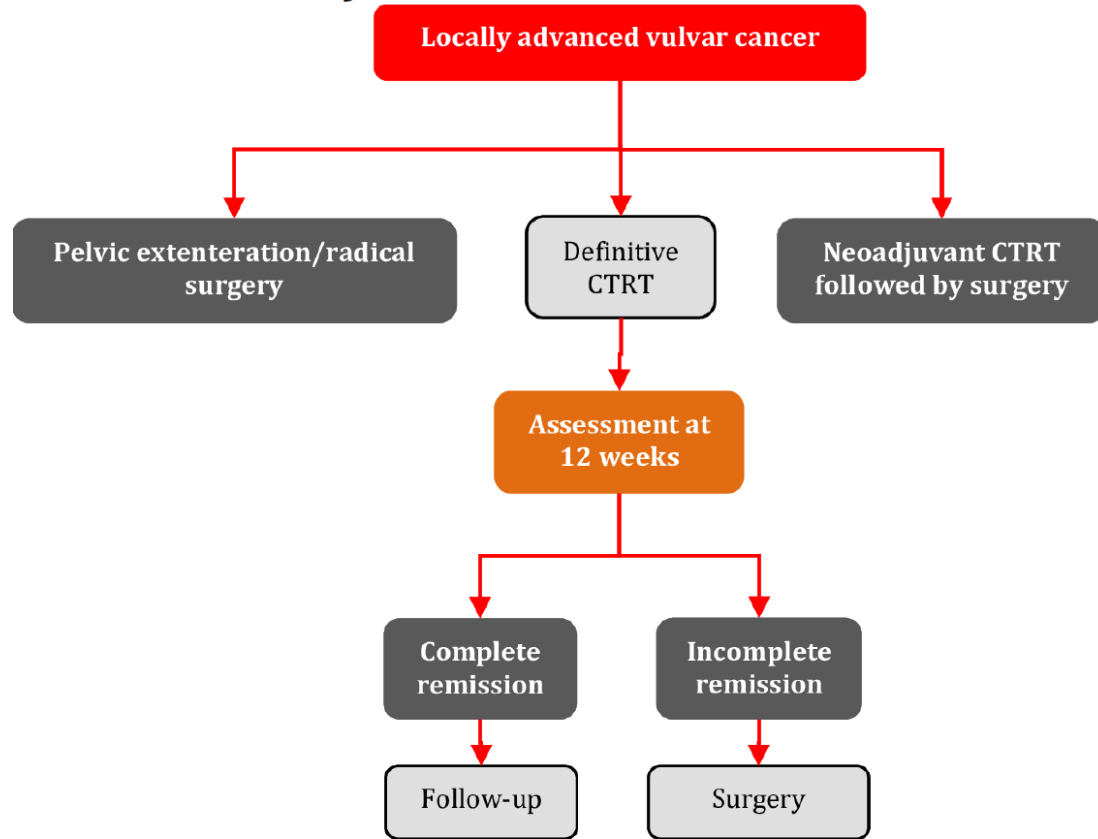 Locally advanced vulvar cancer
Pelvic extenteration/radical
surgery
Definitive
CTRT
Neoadjuvant CTRT
followed by surgery
Assessment at
12 weeks
Complete
remission
Incomplete
remission
Follow-up
Surgery